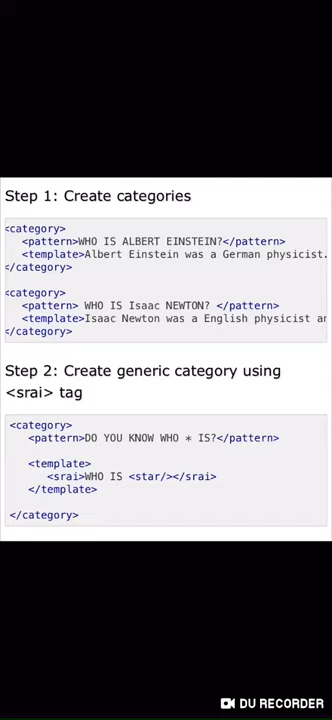 Step 1: Create categories
<category>
<pattern>WHO IS ALBERT EINSTEIN?</pattern>
<template>Albert Einstein was a German physicist.
</category>
<category>
<pattern> WHO IS Isaac NEWTON? </pattern>
<template>Isaac Newton was a English physicist an
</category>
Step 2: Create generic category using
<srai> tag
<category>
<pattern>DO YOU KNOW WHO * IS?</pattern>
<template>
<srai>WHO IS <star/></srai>
</template>
</category>
DU RECORDER